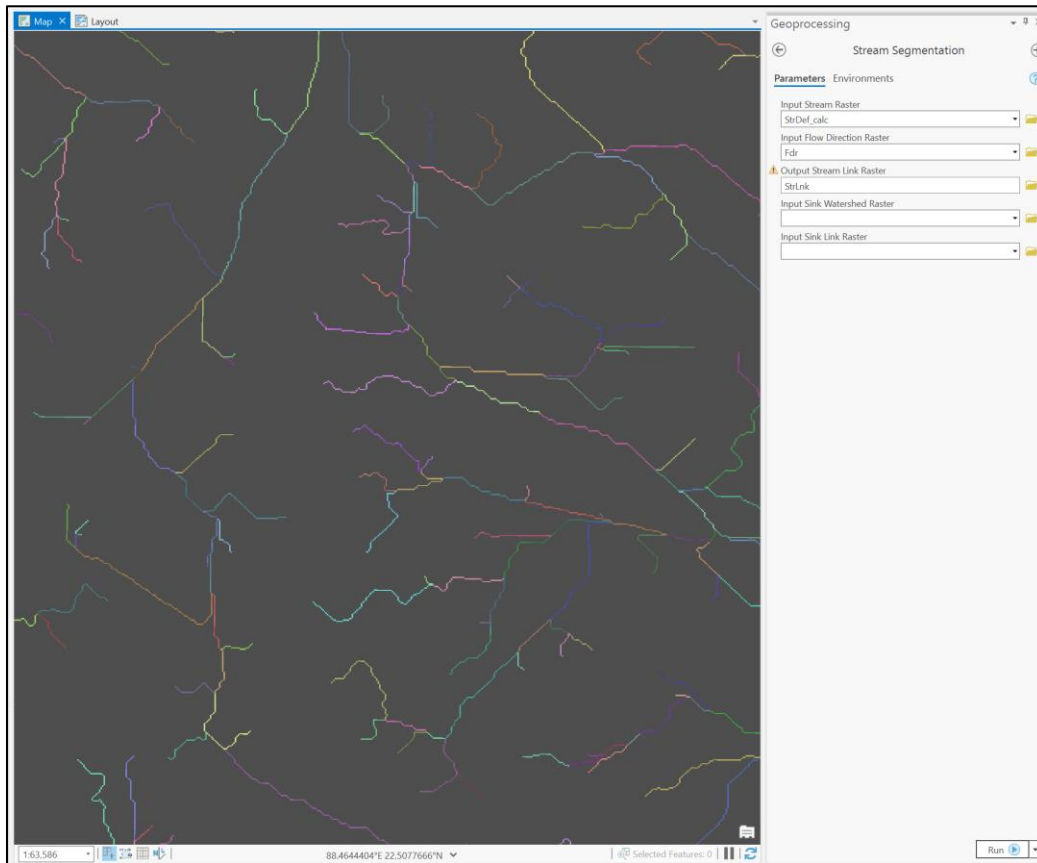 Map
Layout
Geoprocessing
Stream Segmentation
Parameters Environments
Input Stream Raster
StrDef_calc
Input Flow Direction Raster
Fdr
Output Stream Link Raster
StrLnk
Input Sink Watershed Raster
Input Sink Link Raster
1:63,586
88.4644404°E 22.5077666°N
Selected Features: 0
Run